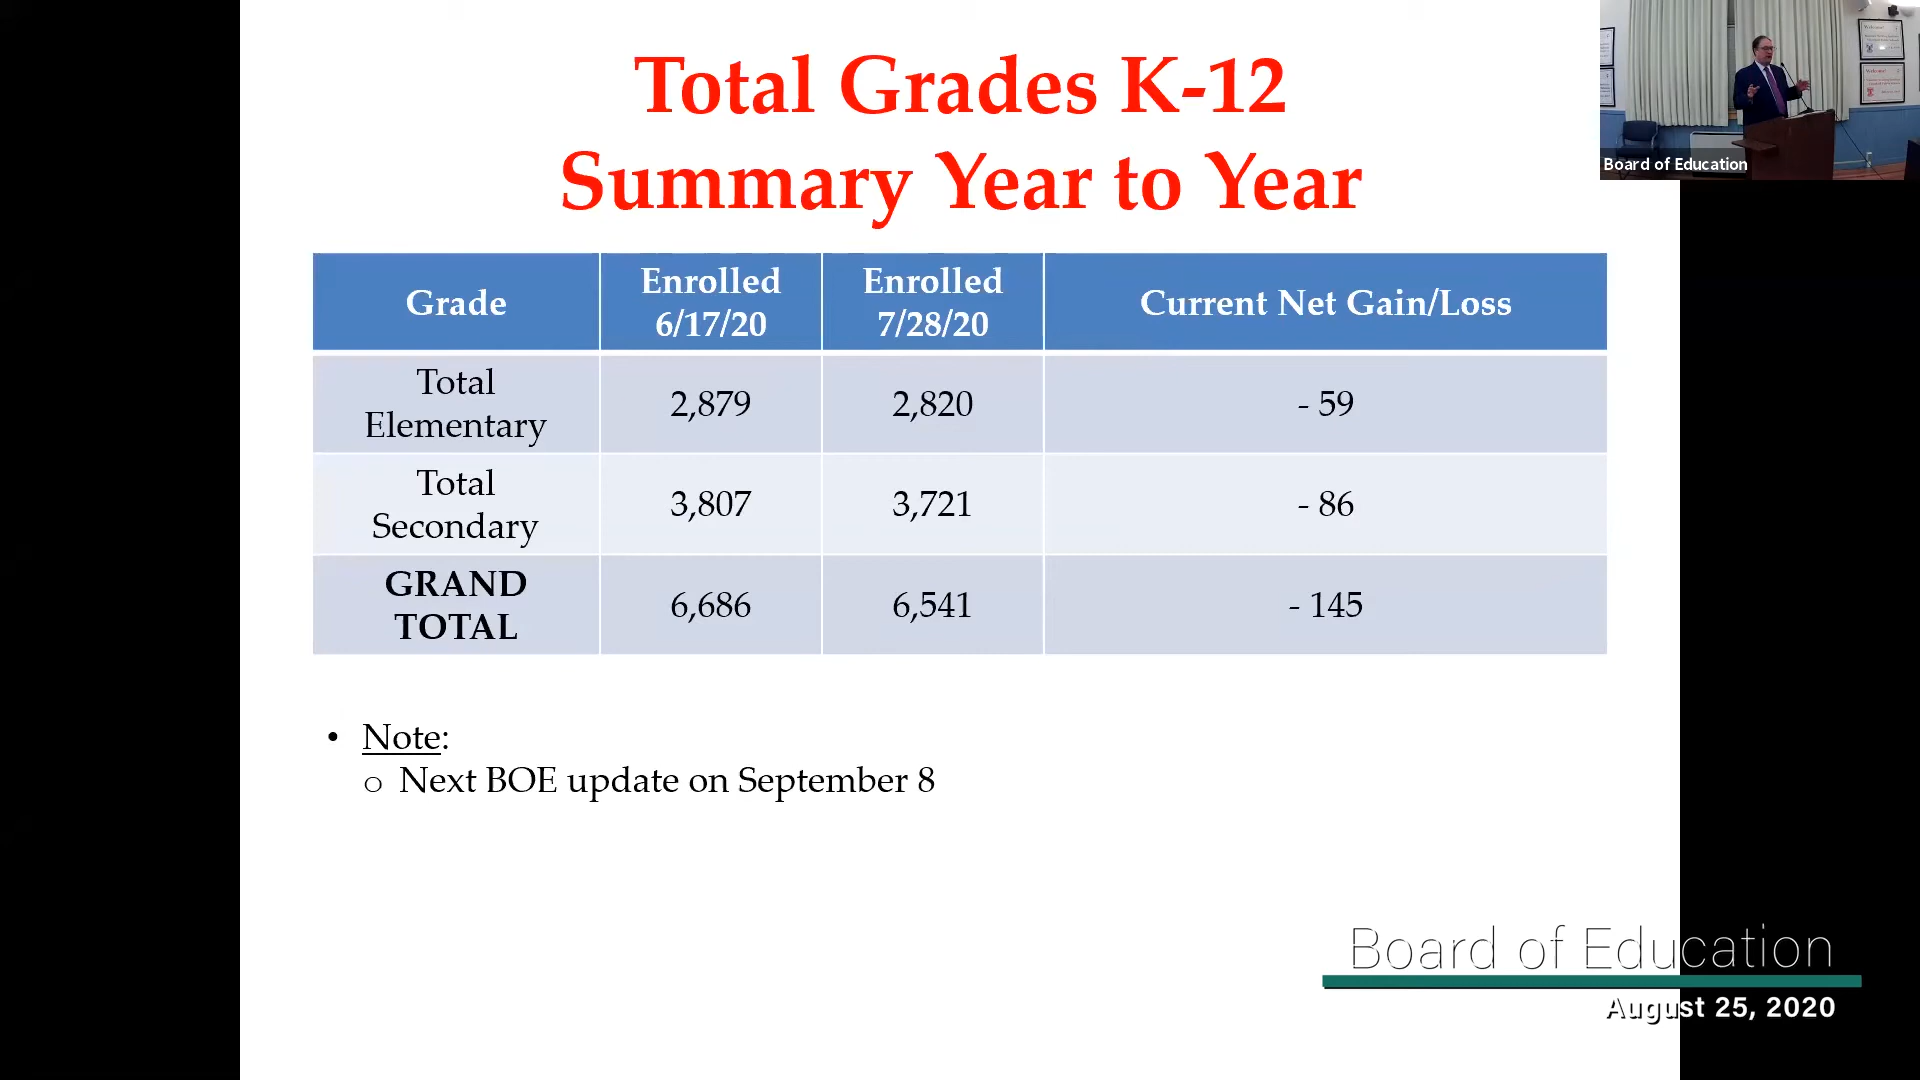 Total Grades K-12
Summary Year to Year
Grade
Enrolled
6/17/20
Enrolled
7/28/20
Current Net Gain/Loss
Total
Elementary
2,879
2,820
- 59
Total
Secondary
3,807
3,721
- 86
GRAND
TOTAL
6,686
6,541
- 145
• Note:
o Next BOE update on September 8
Welcome!
Welcome!
Board of Education
Board of Education
August 25, 2020